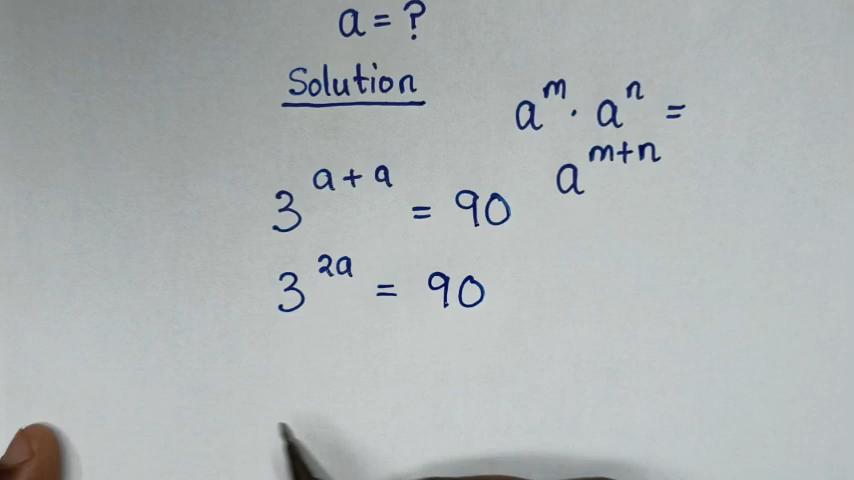 a = ?
Solution
a^m · a^n =
a^{m+n}
3^{a+a} = 90
3^{2a} = 90